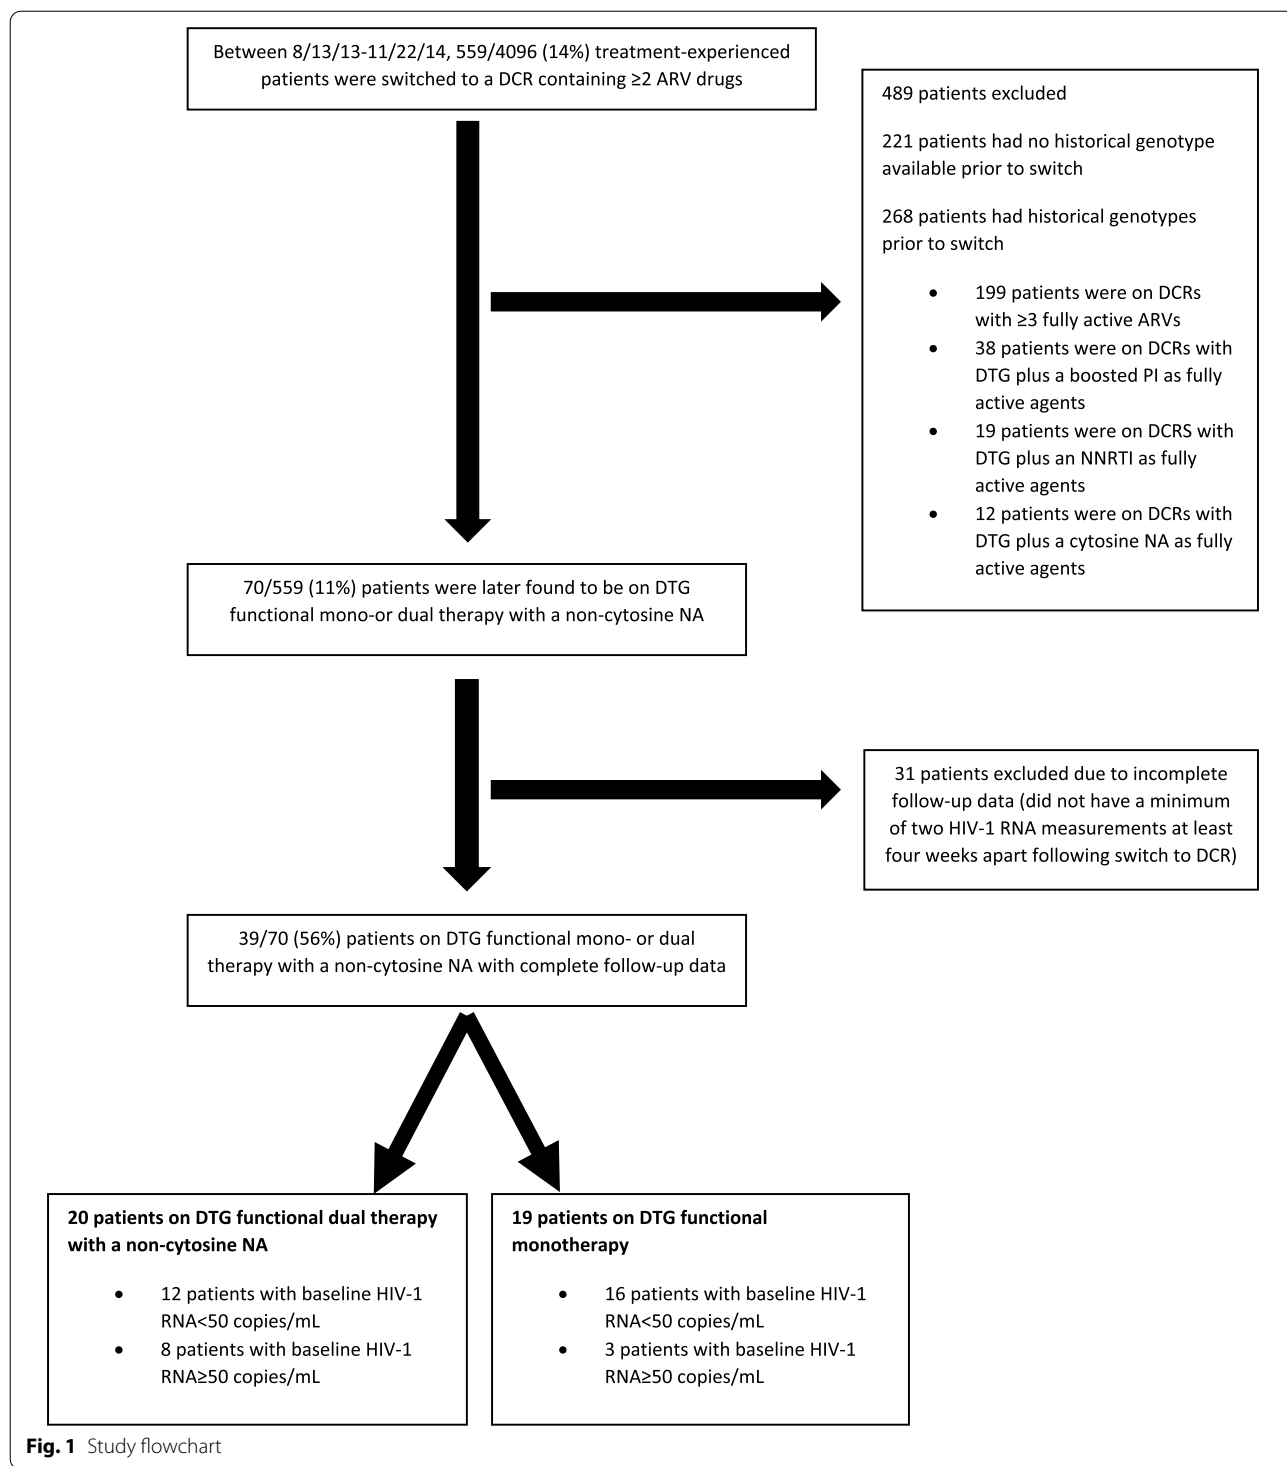 Between 8/13/13-11/22/14, 559/4096 (14%) treatment-experienced
patients were switched to a DCR containing ≥2 ARV drugs
489 patients excluded
221 patients had no historical genotype
available prior to switch
268 patients had historical genotypes
prior to switch
• 199 patients were on DCRs
with ≥3 fully active ARVs
• 38 patients were on DCRs with
DTG plus a boosted PI as fully
active agents
• 19 patients were on DCRS with
DTG plus an NNRTI as fully
active agents
• 12 patients were on DCRs with
DTG plus a cytosine NA as fully
active agents
70/559 (11%) patients were later found to be on DTG
functional mono-or dual therapy with a non-cytosine NA
31 patients excluded due to incomplete
follow-up data (did not have a minimum
of two HIV-1 RNA measurements at least
four weeks apart following switch to DCR)
39/70 (56%) patients on DTG functional mono- or dual
therapy with a non-cytosine NA with complete follow-up data
20 patients on DTG functional dual therapy
with a non-cytosine NA
• 12 patients with baseline HIV-1
RNA<50 copies/mL
• 8 patients with baseline HIV-1
RNA≥50 copies/mL
19 patients on DTG functional
monotherapy
• 16 patients with baseline HIV-1
RNA<50 copies/mL
• 3 patients with baseline HIV-1
RNA≥50 copies/mL
Fig. 1 Study flowchart